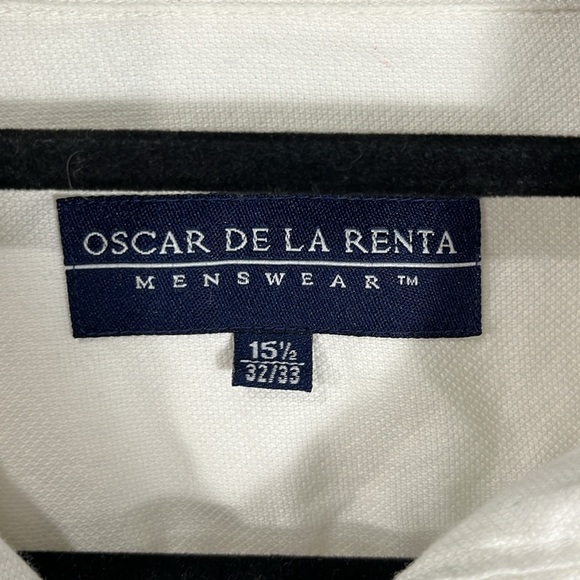 OSCAR DE LA RENTA
MENSWEAR™
15½
32/33